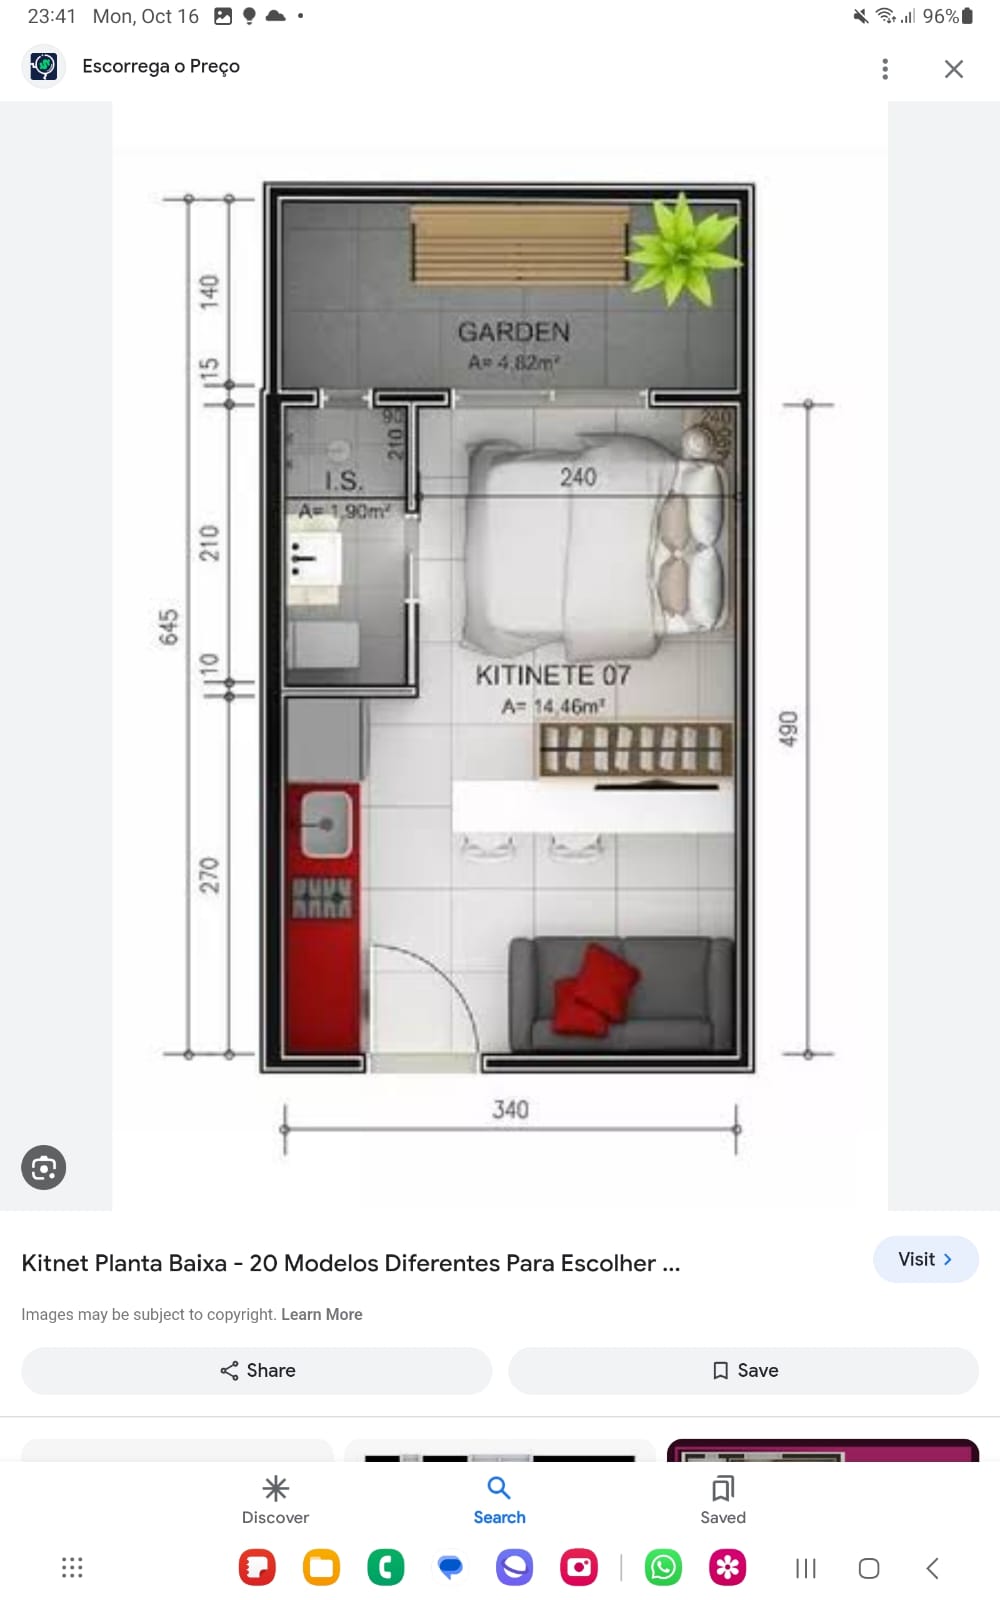 23:41 Mon, Oct 16
96%
Escorrega o Preço
140
15
GARDEN
A= 4.82m²
90
210
240
I.S.
A= 1.90m²
240
210
645
10
KITINETE 07
A= 14.46m²
490
270
340
Kitnet Planta Baixa - 20 Modelos Diferentes Para Escolher ...
Visit
Images may be subject to copyright. Learn More
Share
Save
Discover
Search
Saved